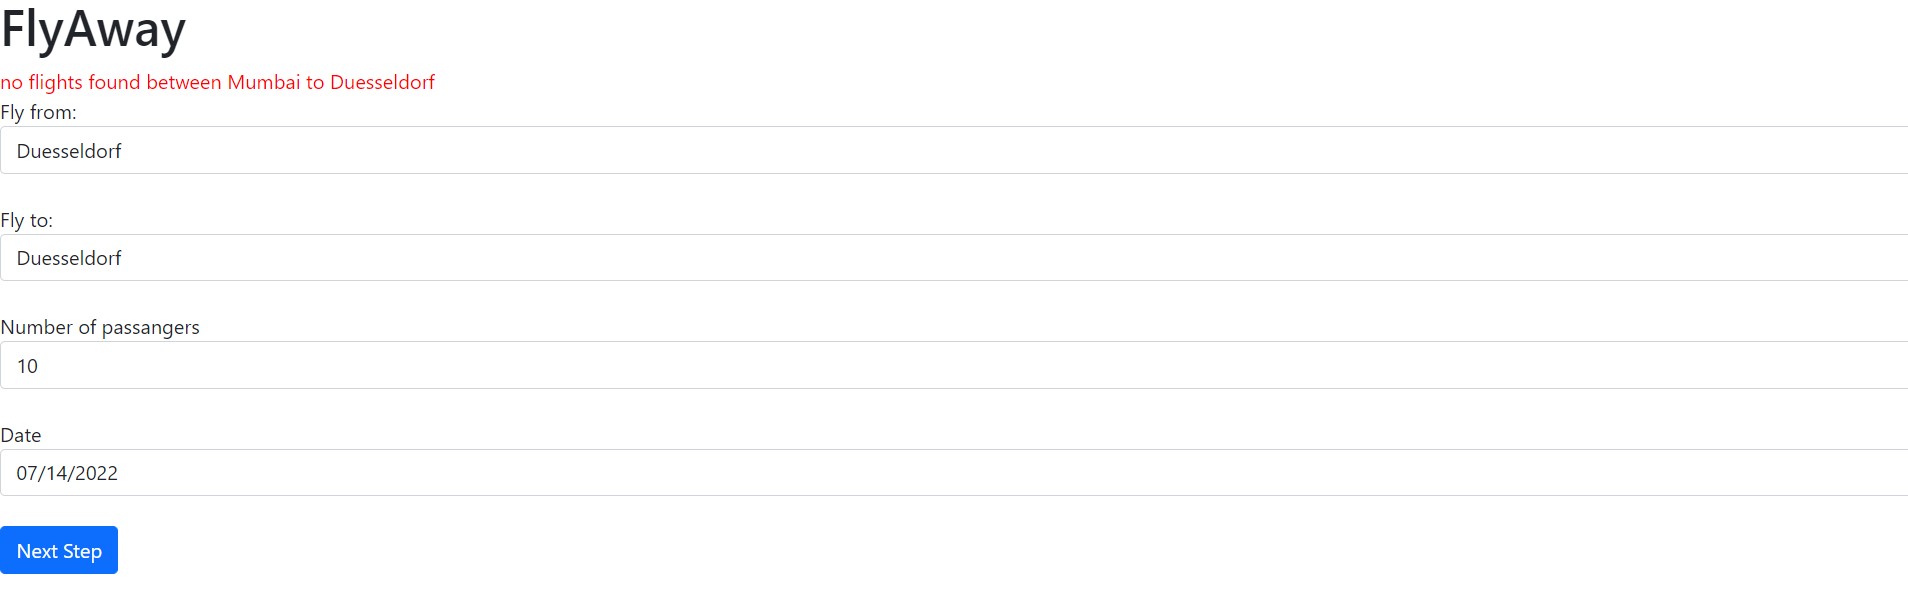 FlyAway
no flights found between Mumbai to Duesseldorf
Fly from:
Duesseldorf
Fly to:
Duesseldorf
Number of passangers
10
Date
07/14/2022
Next Step